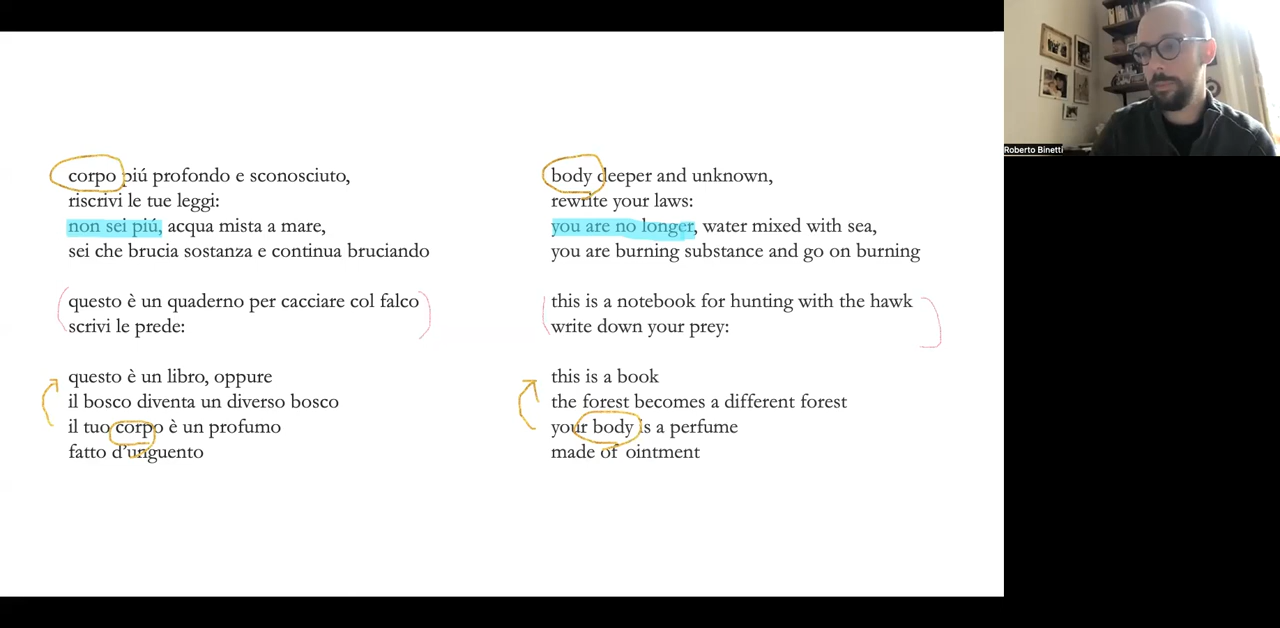 corpo piú profondo e sconosciuto,
riscrivi le tue leggi:
non sei piú, acqua mista a mare,
sei che brucia sostanza e continua bruciando
questo è un quaderno per cacciare col falco
scrivi le prede:
questo è un libro, oppure
il bosco diventa un diverso bosco
il tuo corpo è un profumo
fatto d'unguento
body deeper and unknown,
rewrite your laws:
you are no longer, water mixed with sea,
you are burning substance and go on burning
this is a notebook for hunting with the hawk
write down your prey:
this is a book
the forest becomes a different forest
your body is a perfume
made of ointment
Roberto Binetti